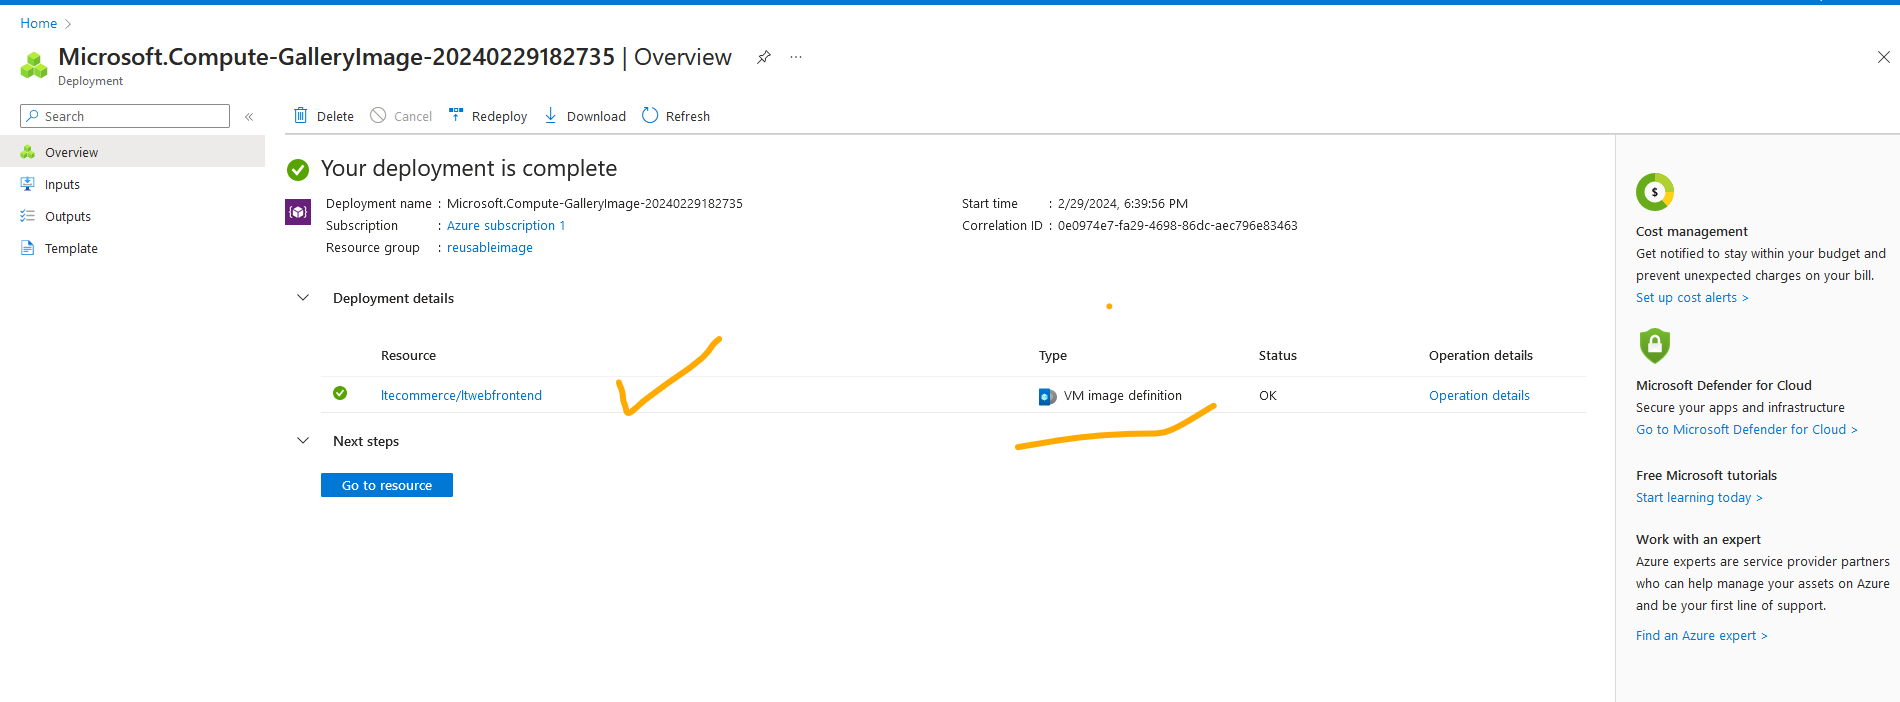 Home >
Microsoft.Compute-GalleryImage-20240229182735 | Overview ...
Deployment
Search «
Delete Cancel Redeploy Download Refresh
Overview
Inputs
Outputs
Template
Your deployment is complete
Deployment name : Microsoft.Compute-GalleryImage-20240229182735
Subscription : Azure subscription 1
Resource group : reusableimage
Start time : 2/29/2024, 6:39:56 PM
Correlation ID : 0e0974e7-fa29-4698-86dc-aec796e83463
Deployment details
Resource Type Status Operation details
ltecommerce/ltwebfrontend VM image definition OK Operation details
Next steps
Go to resource
$
Cost management
Get notified to stay within your budget and
prevent unexpected charges on your bill.
Set up cost alerts >
Microsoft Defender for Cloud
Secure your apps and infrastructure
Go to Microsoft Defender for Cloud >
Free Microsoft tutorials
Start learning today >
Work with an expert
Azure experts are service provider partners
who can help manage your assets on Azure
and be your first line of support.
Find an Azure expert >